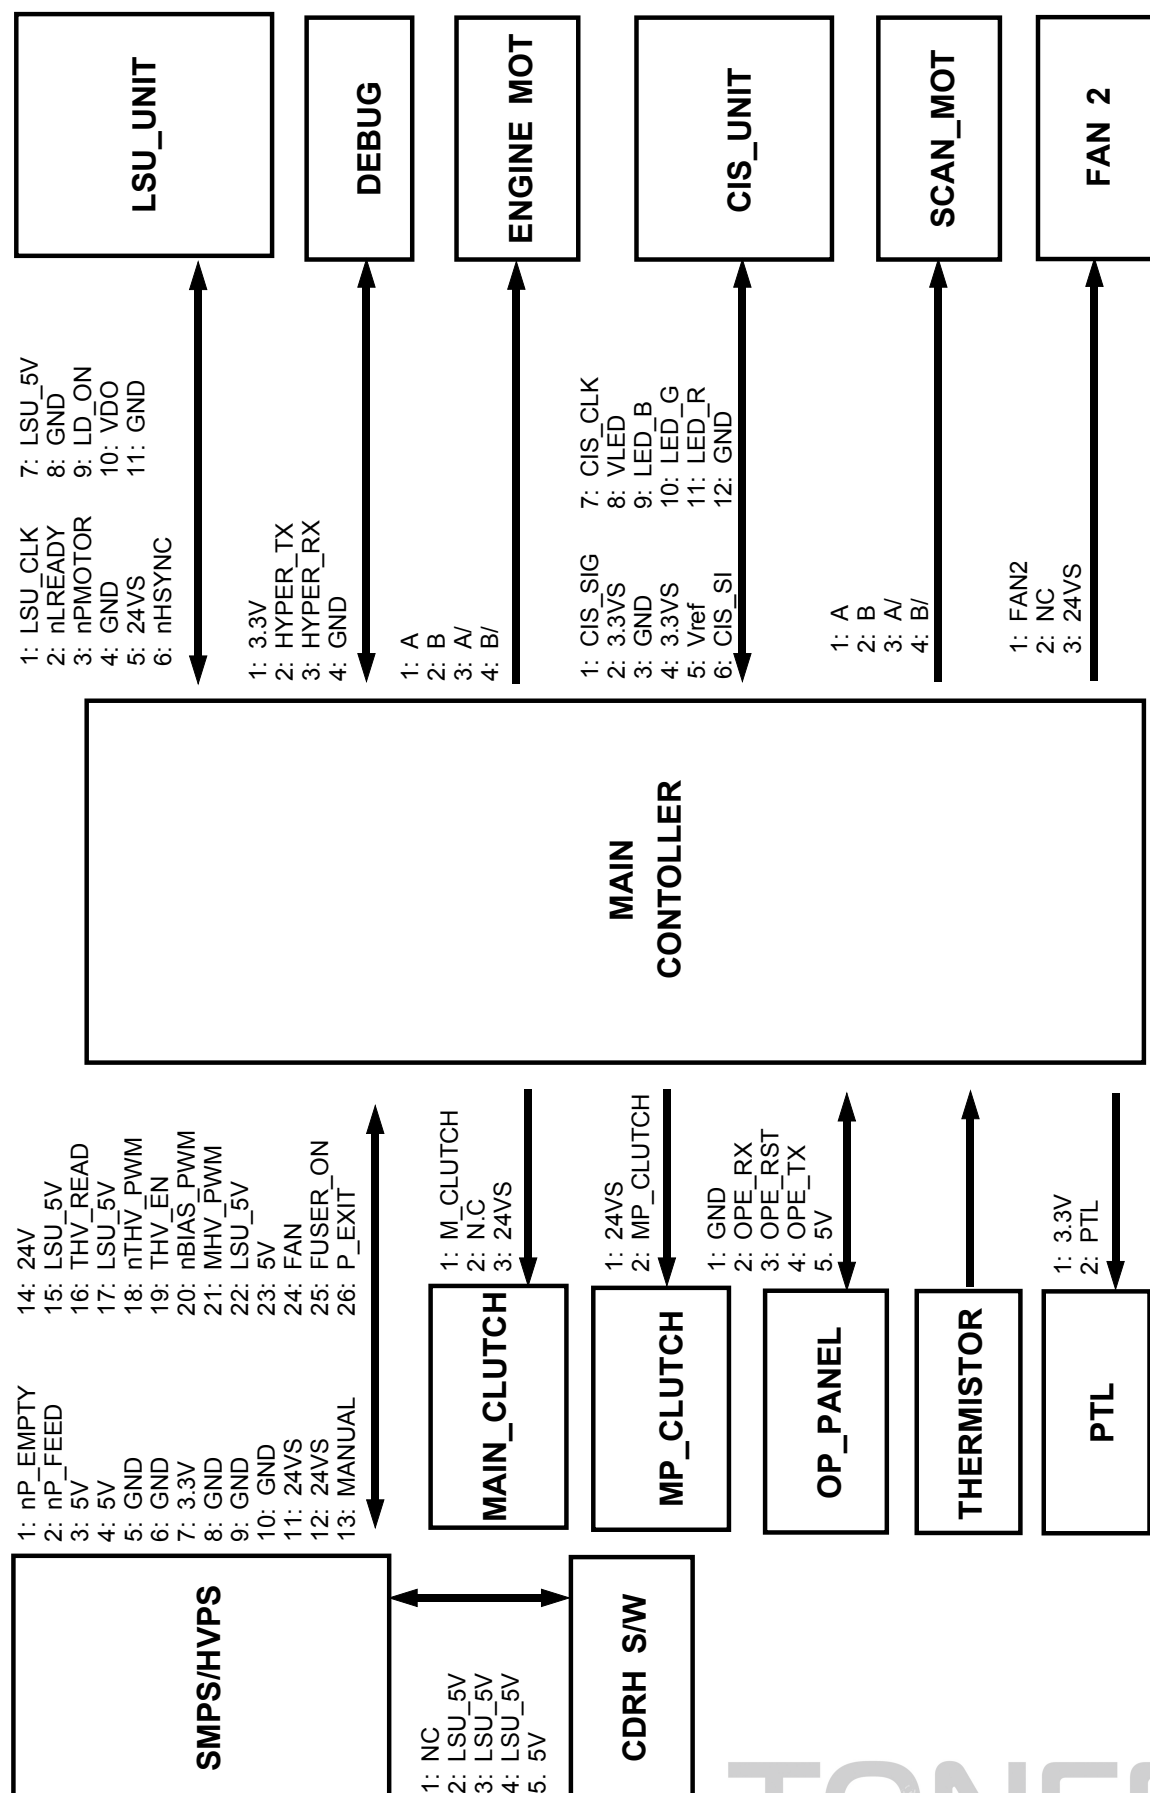 LSU_UNIT
DEBUG
ENGINE MOT
CIS_UNIT
SCAN_MOT
FAN 2
1: LSU_CLK
2: nLREADY
3: nPMOTOR
4: GND
5: 24VS
6: nHSYNC
7: LSU_5V
8: GND
9: LD_ON
10: VDO
11: GND
1: 3.3V
2: HYPER_TX
3: HYPER_RX
4: GND
1: A
2: B
3: A/
4: B/
1: CIS_SIG
2: 3.3VS
3: GND
4: 3.3VS
5: Vref
6: CIS_SI
7: CIS_CLK
8: VLED
9: LED_B
10: LED_G
11: LED_R
12: GND
1: A
2: B
3: A/
4: B/
1: FAN2
2: NC
3: 24VS
MAIN
CONTOLLER
1: nP_EMPTY
2: nP_FEED
3: 5V
4: 5V
5: GND
6: GND
7: 3.3V
8: GND
9: GND
10: GND
11: 24VS
12: 24VS
13: MANUAL
14: 24V
15: LSU_5V
16: THV_READ
17: LSU_5V
18: nTHV_PWM
19: THV_EN
20: nBIAS_PWM
21: MHV_PWM
22: LSU_5V
23: 5V
24: FAN
25: FUSER_ON
26: P_EXIT
1: M_CLUTCH
2: N.C
3: 24VS
1: 24VS
2: MP_CLUTCH
1: GND
2: OPE_RX
3: OPE_RST
4: OPE_TX
5. 5V
1: 3.3V
2: PTL
MAIN_CLUTCH
MP_CLUTCH
OP_PANEL
THERMISTOR
PTL
SMPS/HVPS
1: NC
2: LSU_5V
3: LSU_5V
4: LSU_5V
5. 5V
CDRH S/W